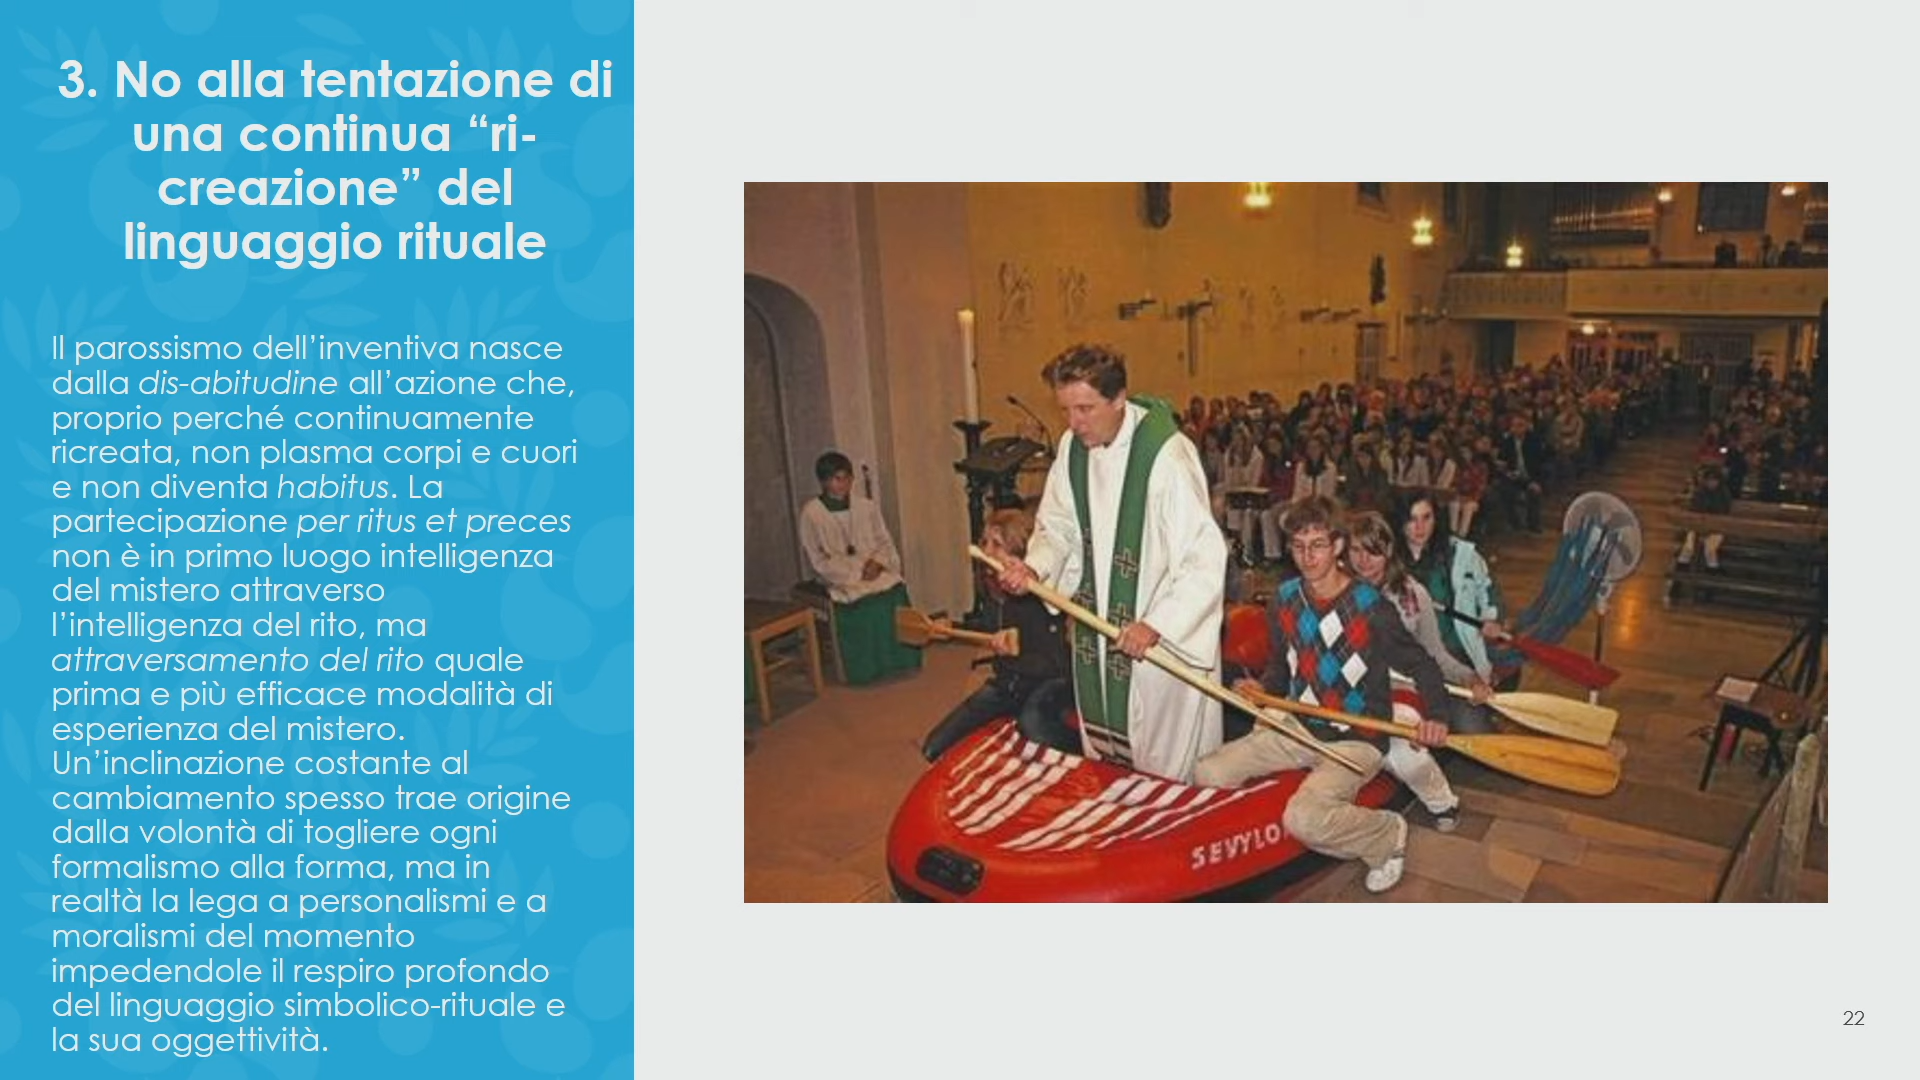 3. No alla tentazione di
una continua “ri-
creazione” del
linguaggio rituale
Il parossismo dell’inventiva nasce
dalla dis-abitudine all’azione che,
proprio perché continuamente
ricreata, non plasma corpi e cuori
e non diventa habitus. La
partecipazione per ritus et preces
non è in primo luogo intelligenza
del mistero attraverso
l’intelligenza del rito, ma
attraversamento del rito quale
prima e più efficace modalità di
esperienza del mistero.
Un’inclinazione costante al
cambiamento spesso trae origine
dalla volontà di togliere ogni
formalismo alla forma, ma in
realtà la lega a personalismi e a
moralismi del momento
impedendole il respiro profondo
del linguaggio simbolico-rituale e
la sua oggettività.
SEVYLO
22